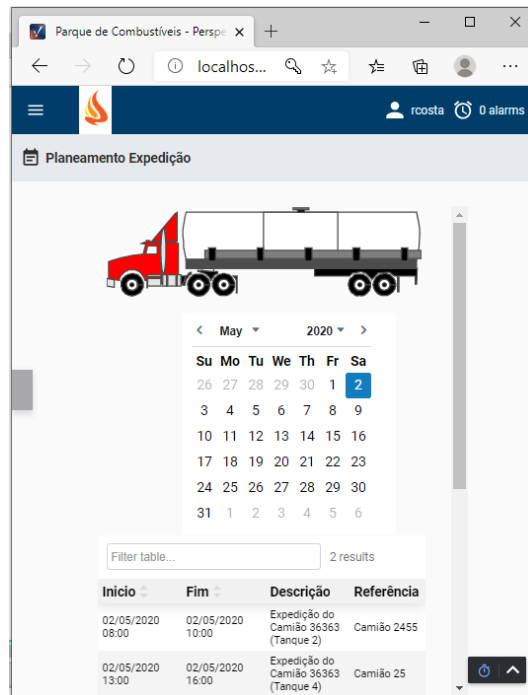 Parque de Combustíveis - Perspe
localhos...
rcosta 0 alarms
Planeamento Expedição
May 2020
Su Mo Tu We Th Fr Sa
26 27 28 29 30 1 2
3 4 5 6 7 8 9
10 11 12 13 14 15 16
17 18 19 20 21 22 23
24 25 26 27 28 29 30
31 1 2 3 4 5 6
Filter table... 2 results
Inicio Fim Descrição Referência
02/05/2020 08:00 02/05/2020 10:00 Expedição do Camião 36363 (Tanque 2) Camião 2455
02/05/2020 13:00 02/05/2020 16:00 Expedição do Camião 36363 (Tanque 4) Camião 25